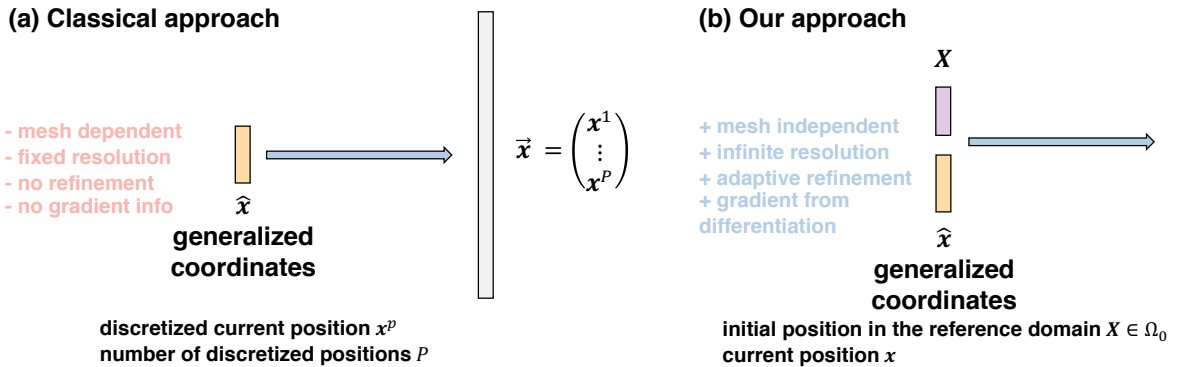 (a) Classical approach
- mesh dependent
- fixed resolution
- no refinement
- no gradient info
x̂
generalized
coordinates
x⃗ = (x¹ ⋮ xᴾ)
discretized current position xᵖ
number of discretized positions P
(b) Our approach
X
+ mesh independent
+ infinite resolution
+ adaptive refinement
+ gradient from
differentiation
x̂
generalized
coordinates
initial position in the reference domain X ∈ Ω₀
current position x